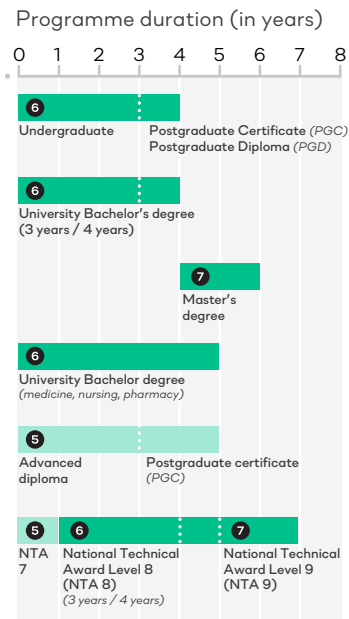 Programme duration (in years)
0 1 2 3 4 5 6 7 8
6
Undergraduate
Postgraduate Certificate (PGC)
Postgraduate Diploma (PGD)
6
University Bachelor's degree
(3 years / 4 years)
7
Master's
degree
6
University Bachelor degree
(medicine, nursing, pharmacy)
5
Advanced
diploma
Postgraduate certificate
(PGC)
5 6 7
NTA
7
National Technical
Award Level 8
(NTA 8)
(3 years / 4 years)
National Technical
Award Level 9
(NTA 9)